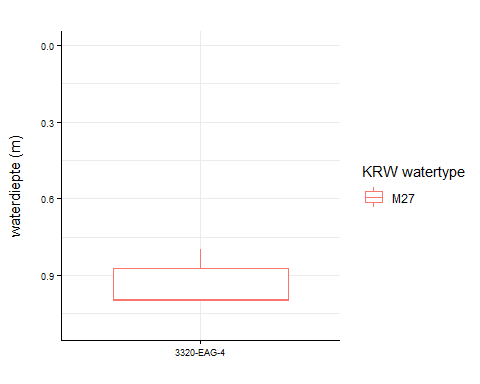 waterdiepte (m)
0.0
0.3
0.6
0.9
3320-EAG-4
KRW watertype
M27